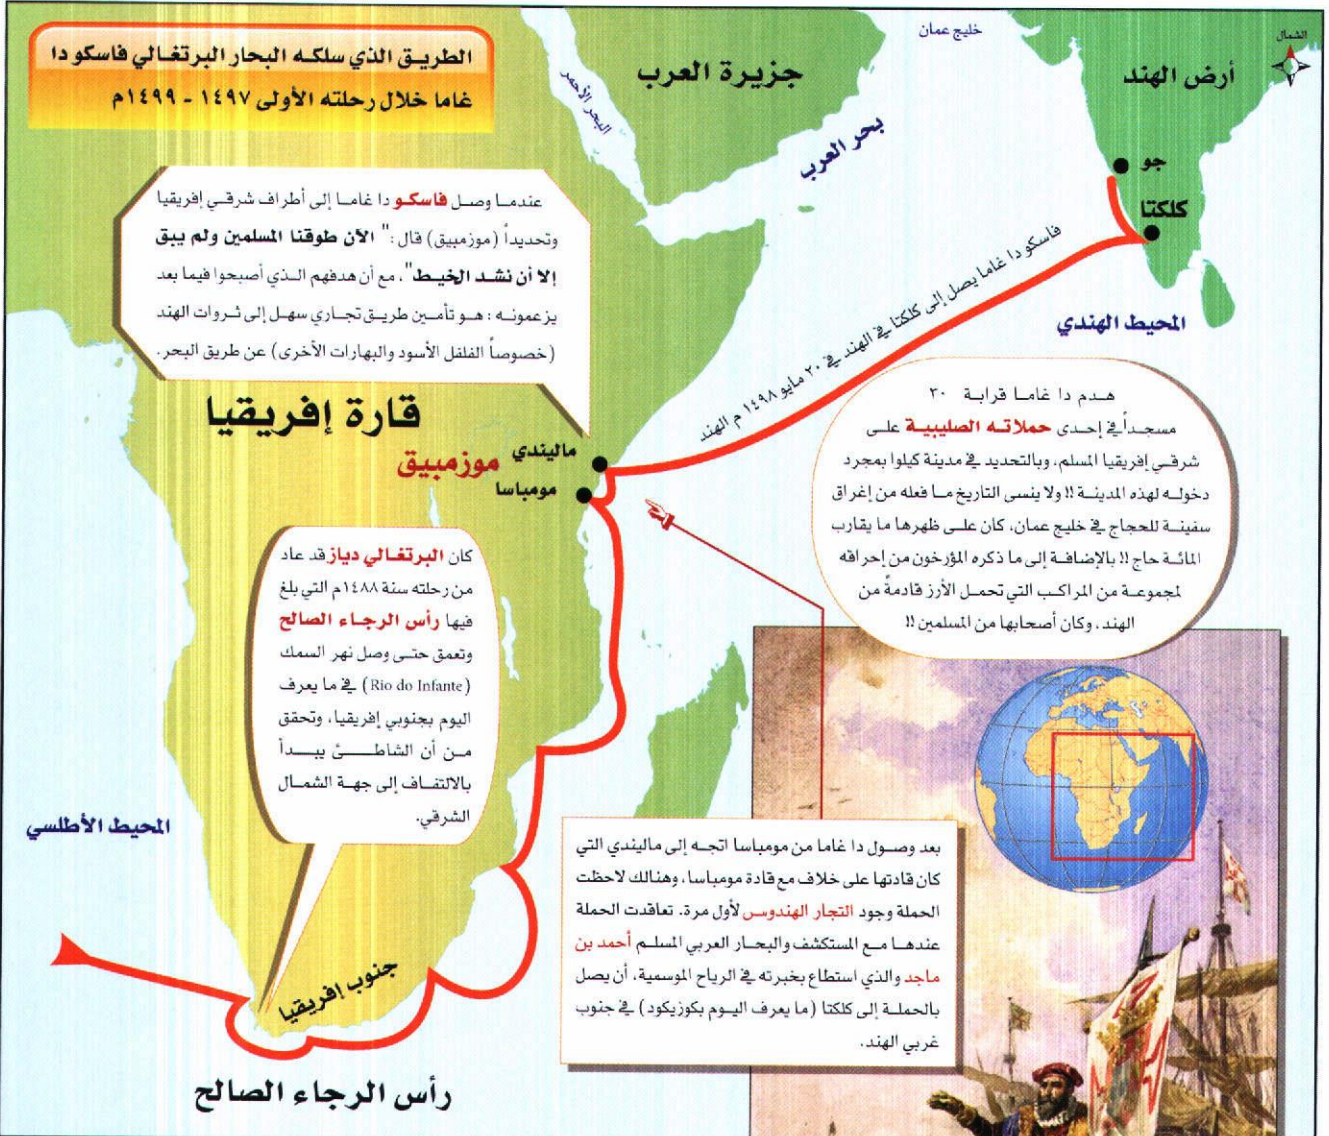 الطريق الذي سلكه البحار البرتغالي فاسكو دا
غاما خلال رحلته الأولى ١٤٩٧ - ١٤٩٩م
خليج عمان
الشمال
جزيرة العرب
أرض الهند
البحر الأحمر
بحر العرب
جو
كلكتا
عندما وصل فاسكو دا غاما إلى أطراف شرقي إفريقيا
وتحديداً (موزمبيق) قال: "الآن طوقنا المسلمين ولم يبق
إلا أن نشد الخيط"، مع أن هدفهم الذي أصبحوا فيما بعد
يزعمونه: هو تأمين طريق تجاري سهل إلى ثروات الهند
(خصوصاً الفلفل الأسود والبهارات الأخرى) عن طريق البحر.
فاسكو دا غاما يصل إلى كلكتا في الهند في ٢٠ مايو ١٤٩٨ م الهند
المحيط الهندي
قارة إفريقيا
ماليندي
موزمبيق
مومباسا
هدم دا غاما قرابة ٣٠
مسجداً في إحدى حملاته الصليبية على
شرقي إفريقيا المسلم، وبالتحديد في مدينة كيلوا بمجرد
دخوله لهذه المدينة!! ولا ينسى التاريخ ما فعله من إغراق
سفينة للحجاج في خليج عمان، كان على ظهرها ما يقارب
المائة حاج!! بالإضافة إلى ما ذكره المؤرخون من إحراقه
لمجموعة من المراكب التي تحمل الأرز قادمةً من
الهند، وكان أصحابها من المسلمين!!
كان البرتغالي دياز قد عاد
من رحلته سنة ١٤٨٨م التي بلغ
فيها رأس الرجاء الصالح
وتعمق حتى وصل نهر السمك
(Rio do Infante) في ما يعرف
اليوم بجنوبي إفريقيا، وتحقق
من أن الشاطئ يبدأ
بالالتفاف إلى جهة الشمال
الشرقي.
المحيط الأطلسي
بعد وصول دا غاما من مومباسا اتجه إلى ماليندي التي
كان قادتها على خلاف مع قادة مومباسا، وهنالك لاحظت
الحملة وجود التجار الهندوس لأول مرة. تعاقدت الحملة
عندها مع المستكشف والبحار العربي المسلم أحمد بن
ماجد والذي استطاع بخبرته في الرياح الموسمية، أن يصل
بالحملة إلى كلكتا (ما يعرف اليوم بكوزيكود) في جنوب
غربي الهند.
جنوب إفريقيا
رأس الرجاء الصالح